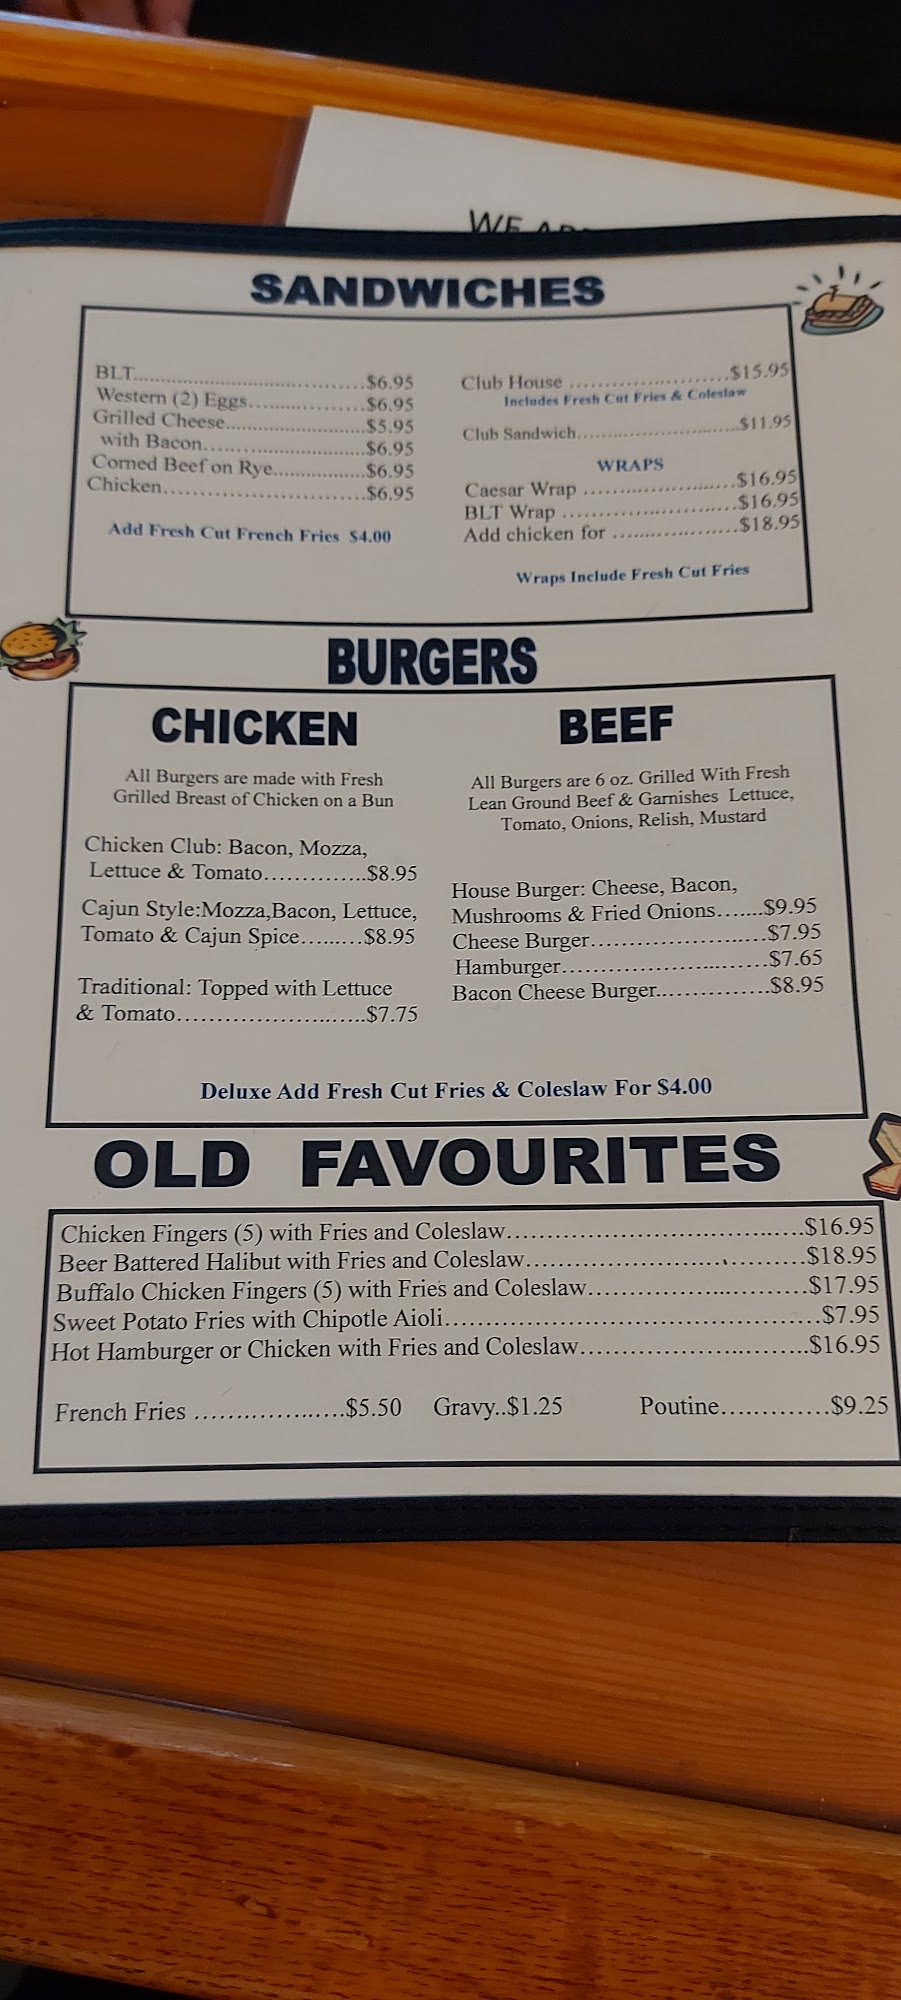 WE
SANDWICHES
BLT....................................................$6.95
Western (2) Eggs......................$6.95
Grilled Cheese............................$5.95
with Bacon.................................$6.95
Corned Beef on Rye..................$6.95
Chicken........................................$6.95
Add Fresh Cut French Fries $4.00
Club House ..........................$15.95
Includes Fresh Cut Fries & Coleslaw
Club Sandwich..............................$11.95
WRAPS
Caesar Wrap ..........................$16.95
BLT Wrap ..............................$16.95
Add chicken for .....................$18.95
Wraps Include Fresh Cut Fries
BURGERS
CHICKEN
All Burgers are made with Fresh
Grilled Breast of Chicken on a Bun
Chicken Club: Bacon, Mozza,
Lettuce & Tomato...............$8.95
Cajun Style:Mozza,Bacon, Lettuce,
Tomato & Cajun Spice.........$8.95
Traditional: Topped with Lettuce
& Tomato............................$7.75
BEEF
All Burgers are 6 oz. Grilled With Fresh
Lean Ground Beef & Garnishes Lettuce,
Tomato, Onions, Relish, Mustard
House Burger: Cheese, Bacon,
Mushrooms & Fried Onions.......$9.95
Cheese Burger..........................$7.95
Hamburger...............................$7.65
Bacon Cheese Burger................$8.95
Deluxe Add Fresh Cut Fries & Coleslaw For $4.00
OLD FAVOURITES
Chicken Fingers (5) with Fries and Coleslaw............................................$16.95
Beer Battered Halibut with Fries and Coleslaw.........................................$18.95
Buffalo Chicken Fingers (5) with Fries and Coleslaw................................$17.95
Sweet Potato Fries with Chipotle Aioli.......................................................$7.95
Hot Hamburger or Chicken with Fries and Coleslaw.................................$16.95
French Fries .......................$5.50 Gravy..$1.25 Poutine.............$9.25